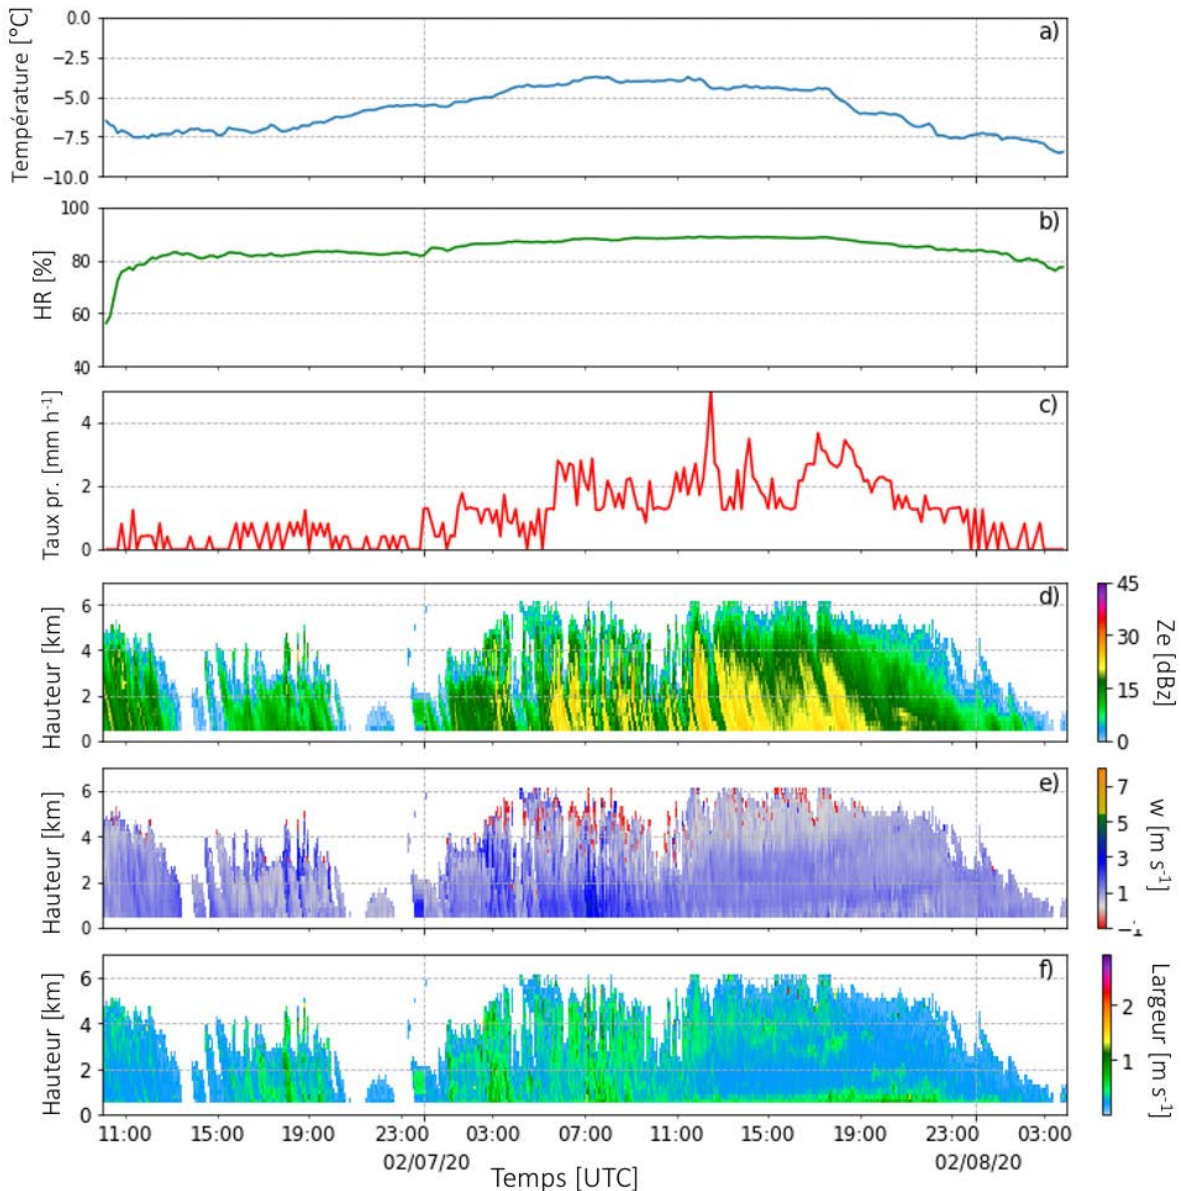 0.0
a)
−2.5
−5.0
−7.5
−10.0
Température [°C]
100
b)
80
60
40
HR [%]
c)
4
2
0
Taux pr. [mm h⁻¹]
d)
6
4
2
0
Hauteur [km]
45
30
15
0
Ze [dBz]
e)
6
4
2
0
Hauteur [km]
7
5
3
1
−1
w [m s⁻¹]
f)
6
4
2
0
Hauteur [km]
2
1
Largeur [m s⁻¹]
11:00 15:00 19:00 23:00 03:00 07:00 11:00 15:00 19:00 23:00 03:00
02/07/20 02/08/20
Temps [UTC]